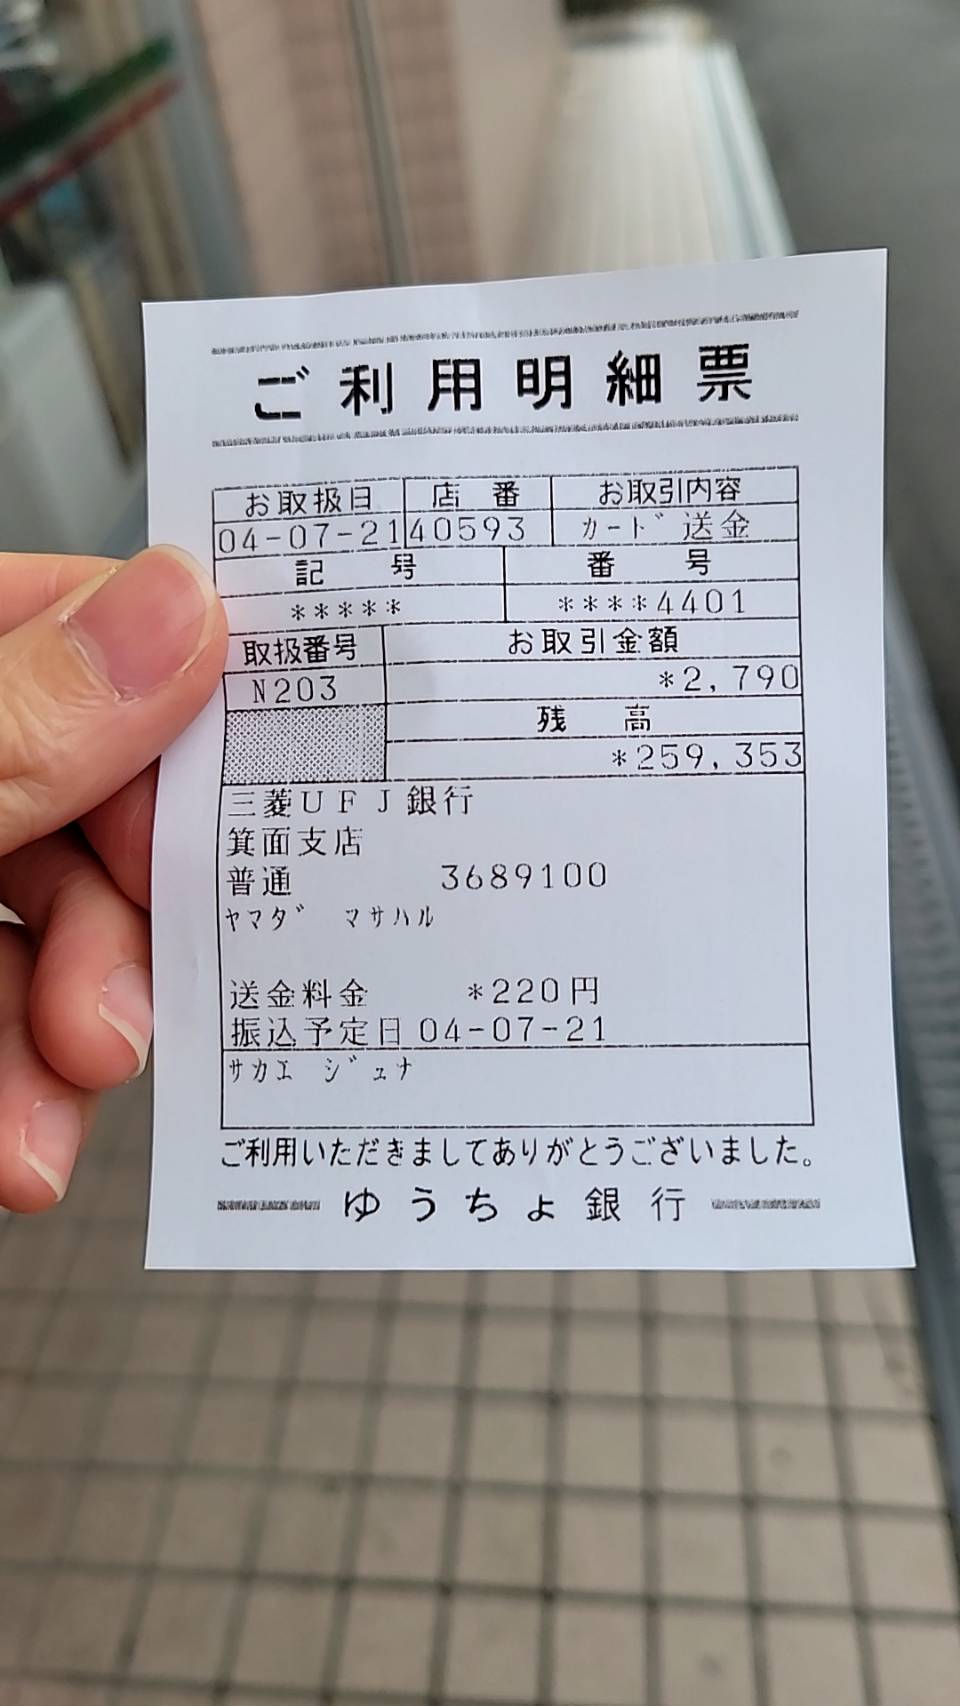 ご利用明細票
お取扱日 店番 お取引内容
04-07-21 40593 カード送金
記号 番号
***** ****4401
取扱番号 お取引金額
N203 *2,790
残高
*259,353
三菱UFJ銀行
箕面支店
普通 3689100
ヤマダ マサハル
送金料金 *220円
振込予定日 04-07-21
サカエ ジュナ
ご利用いただきましてありがとうございました。
ゆうちょ銀行